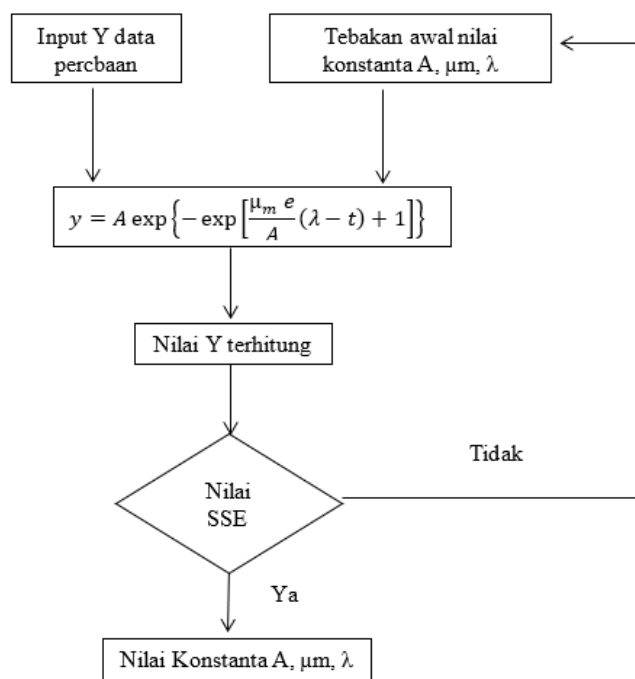 Input Y data
percbaan
Tebakan awal nilai
konstanta A, μm, λ
y = A exp{−exp[μₘ e/A (λ − t) + 1]}
Nilai Y terhitung
Nilai
SSE
Tidak
Ya
Nilai Konstanta A, μm, λ